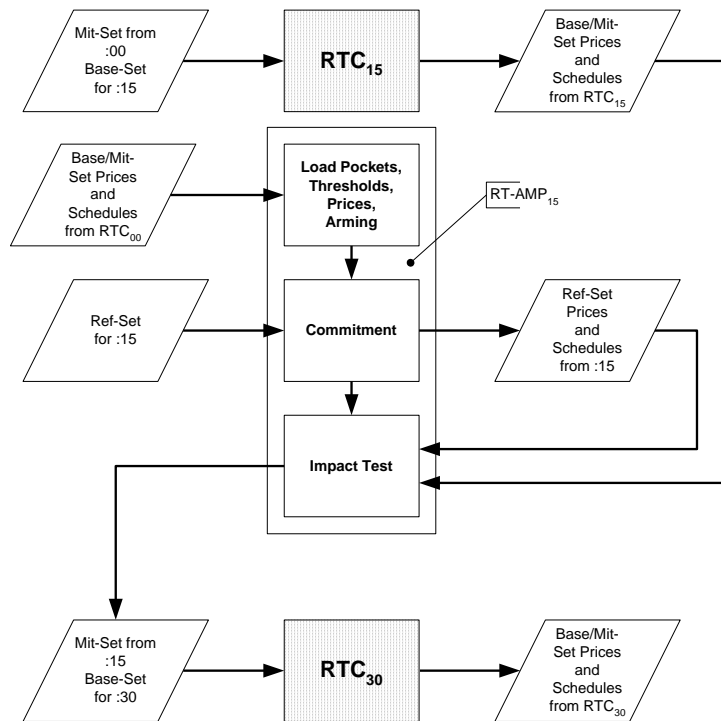 Mit-Set from
:00
Base-Set
for :15
RTC15
Base/Mit-
Set Prices
and
Schedules
from RTC15
Base/Mit-
Set Prices
and
Schedules
from RTC00
Load Pockets,
Thresholds,
Prices,
Arming
RT-AMP15
Ref-Set
for :15
Commitment
Ref-Set
Prices
and
Schedules
from :15
Impact Test
Mit-Set from
:15
Base-Set
for :30
RTC30
Base/Mit-
Set Prices
and
Schedules
from RTC30